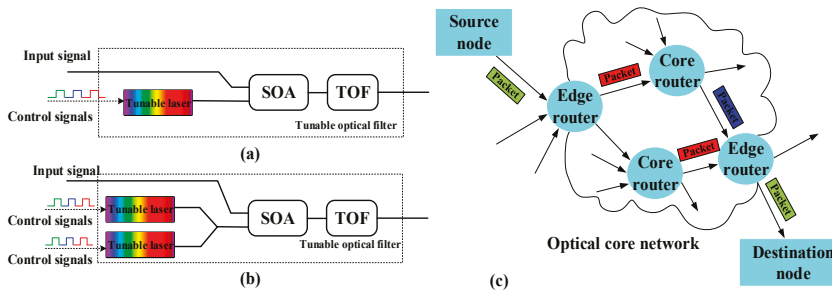 Input signal
Control signals
Tunable laser
SOA
TOF
Tunable optical filter
(a)
Input signal
Control signals
Tunable laser
Control signals
Tunable laser
SOA
TOF
Tunable optical filter
(b)
Source
node
Packet
Edge
router
Packet
Core
router
Packet
Core
router
Packet
Edge
router
Packet
Optical core network
Destination
node
(c)